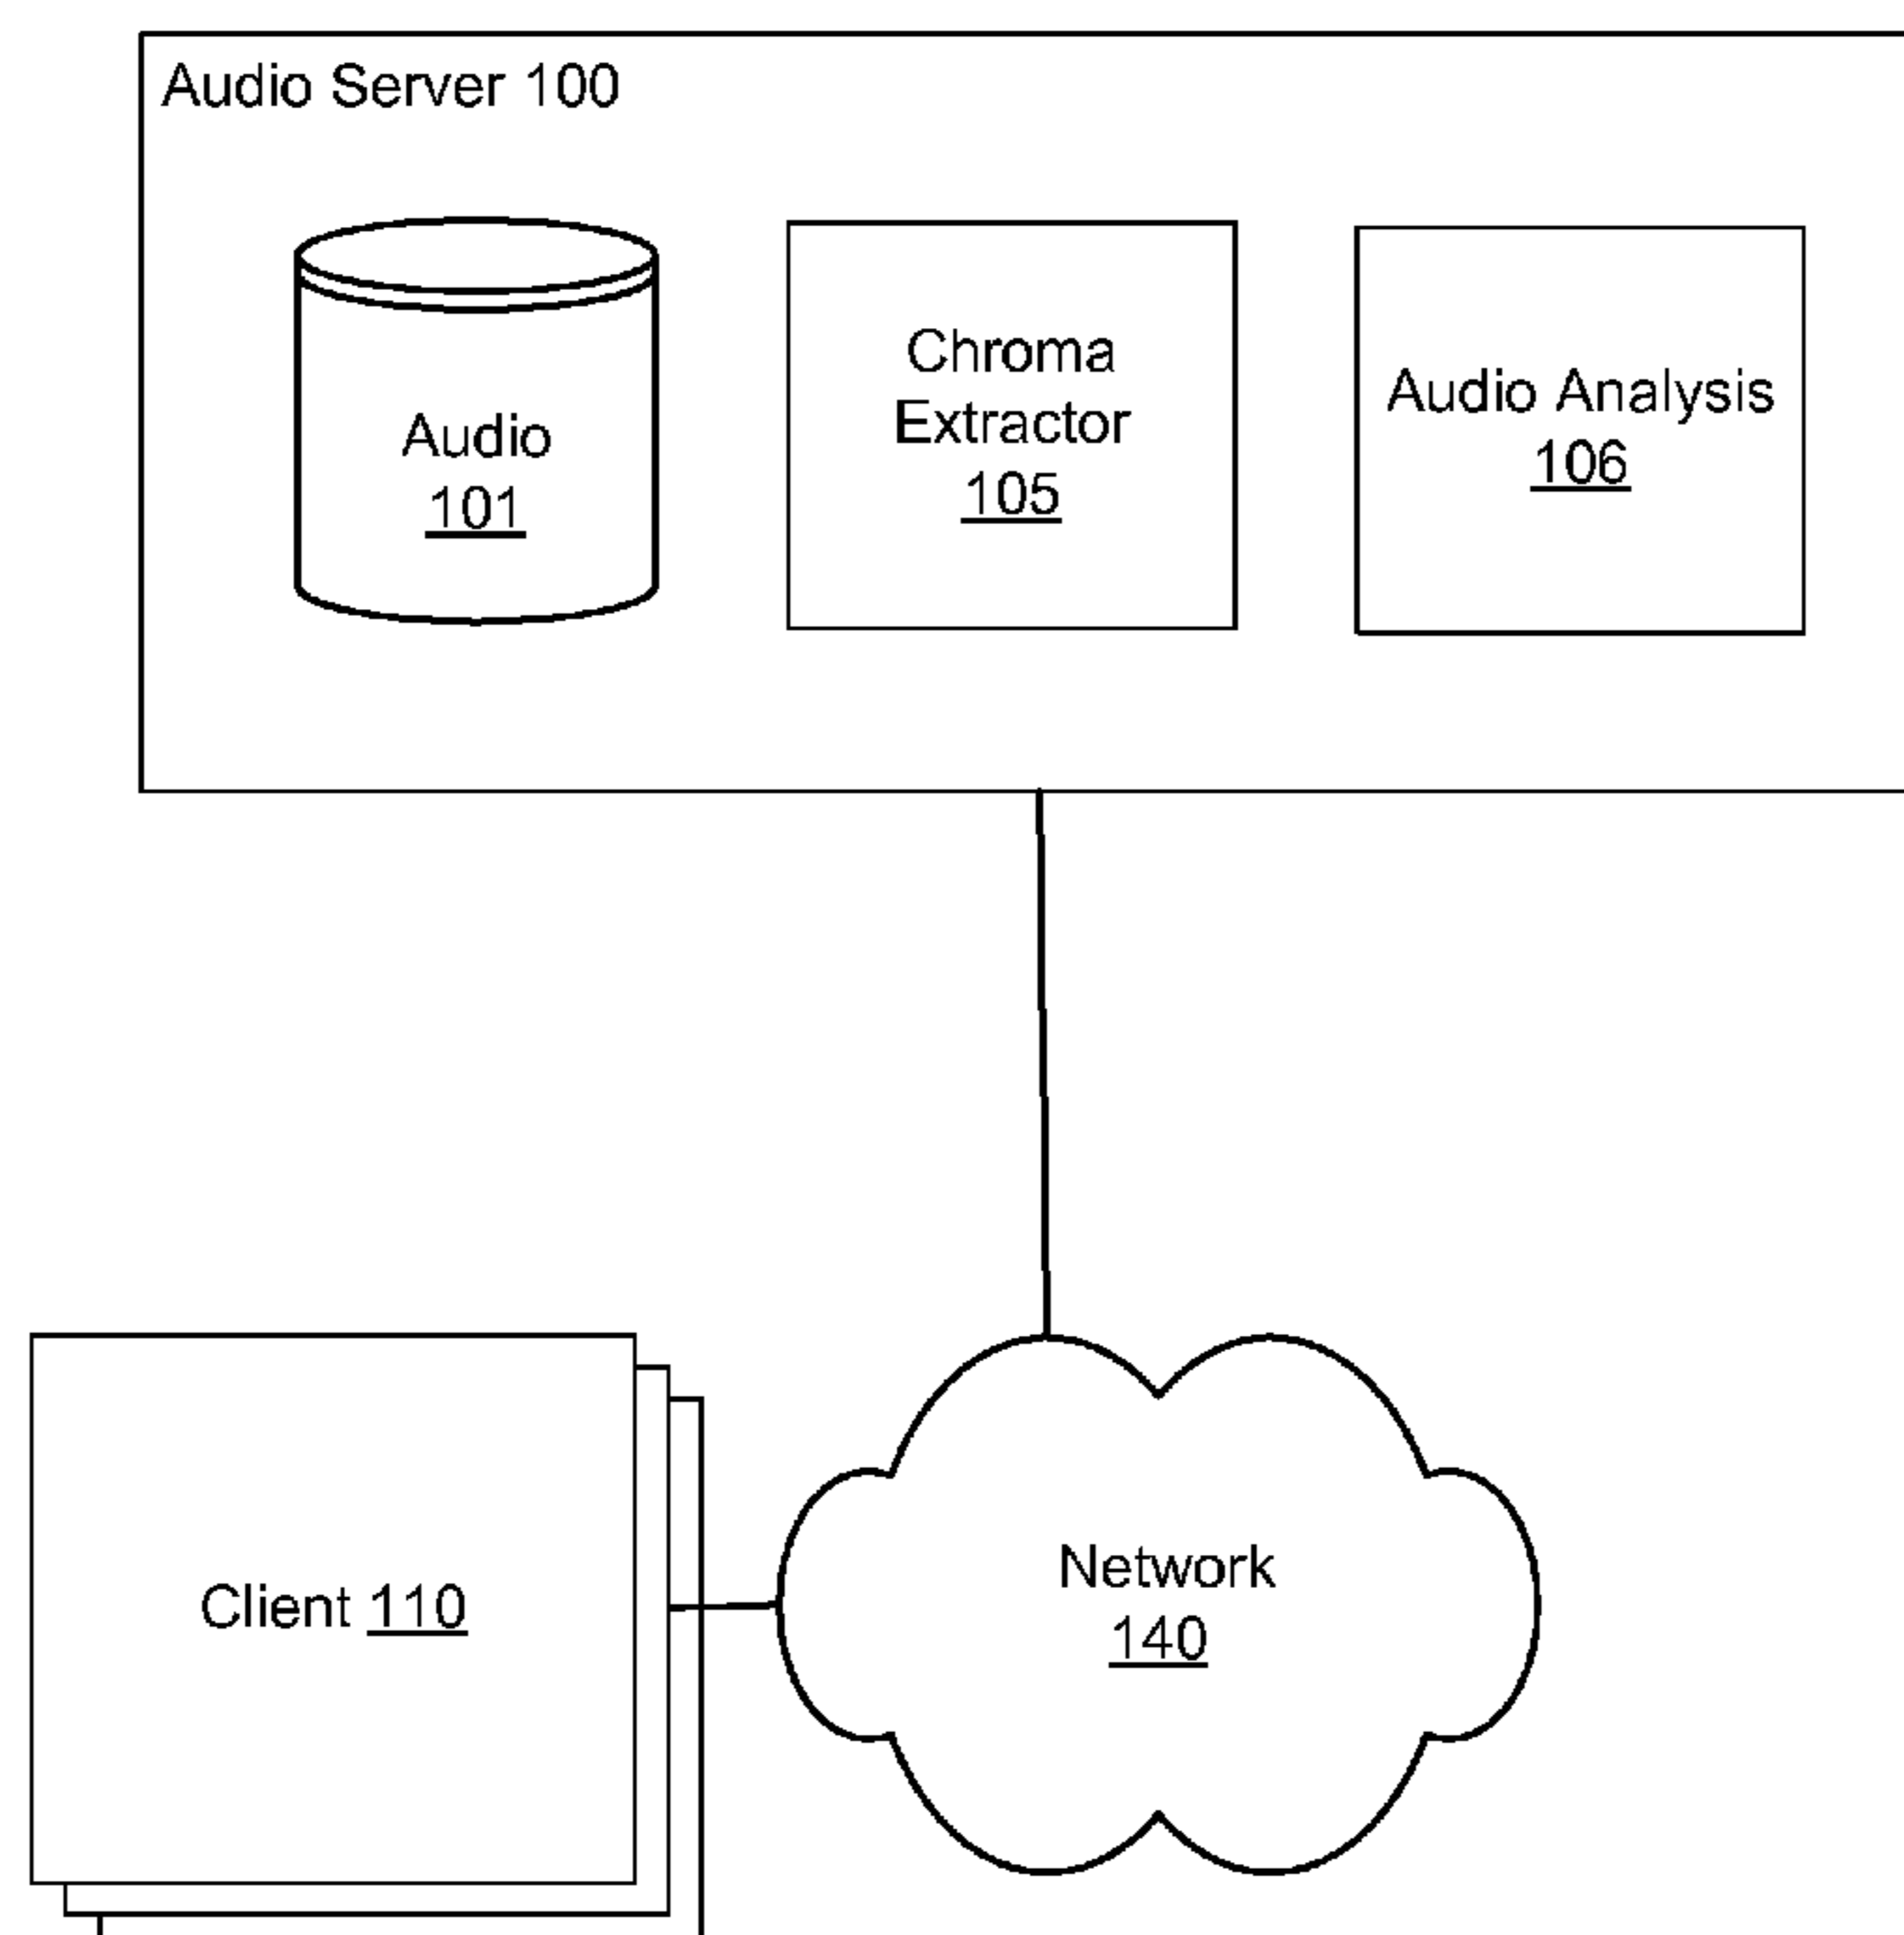 Audio Server 100
Audio
101
Chroma
Extractor
105
Audio Analysis
106
Client 110
Network
140